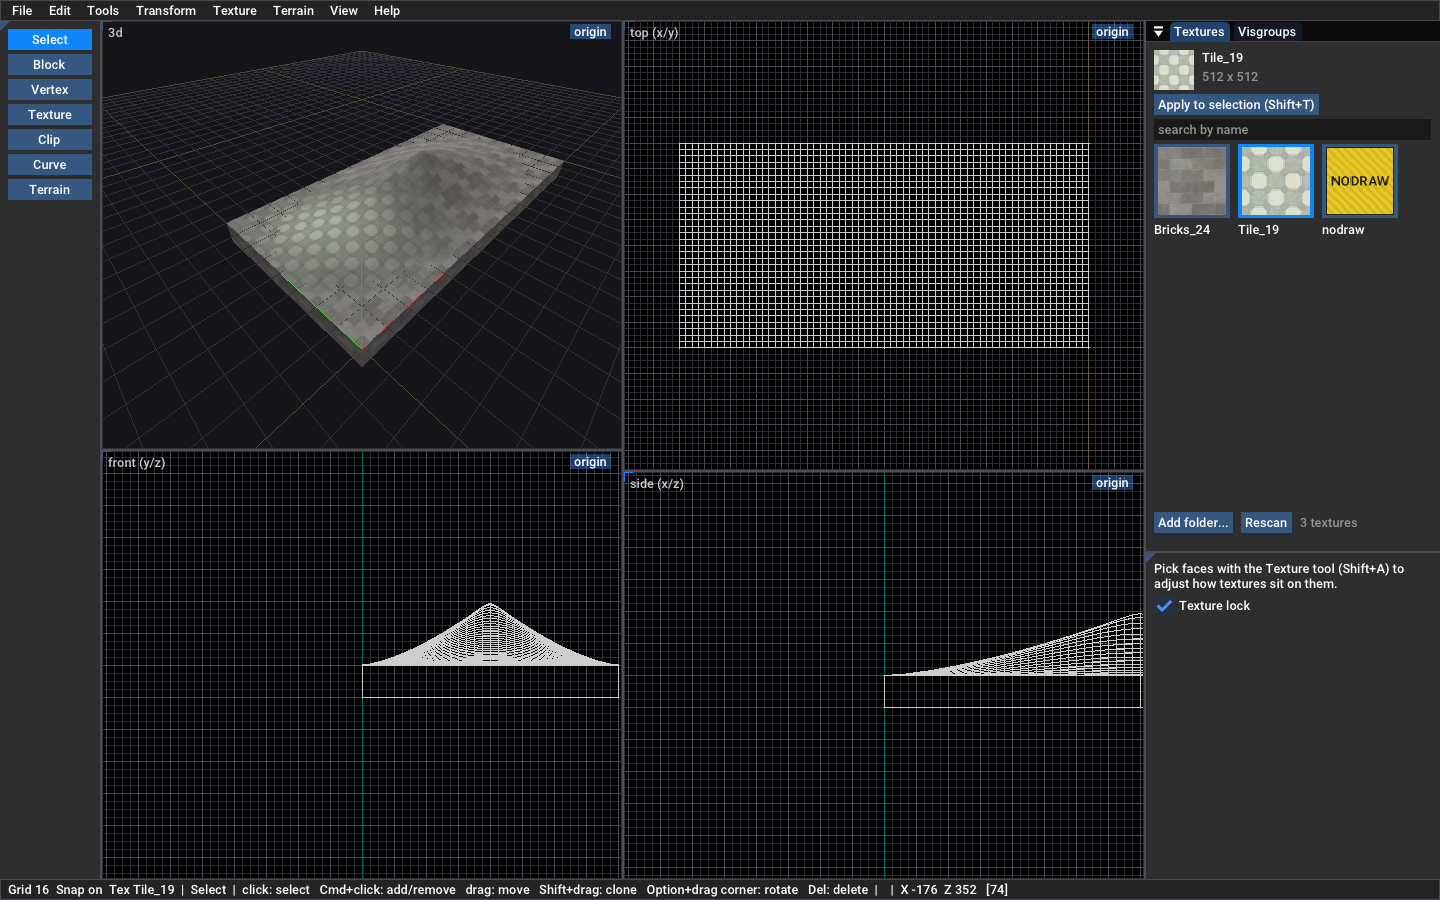 File Edit Tools Transform Texture Terrain View Help
Select
Block
Vertex
Texture
Clip
Curve
Terrain
3d
origin
top (x/y)
origin
front (y/z)
origin
side (x/z)
origin
Textures Visgroups
Tile_19
512 x 512
Apply to selection (Shift+T)
search by name
NODRAW
Bricks_24 Tile_19 nodraw
Add folder... Rescan 3 textures
Pick faces with the Texture tool (Shift+A) to
adjust how textures sit on them.
Texture lock
Grid 16 Snap on Tex Tile_19 | Select | click: select Cmd+click: add/remove drag: move Shift+drag: clone Option+drag corner: rotate Del: delete | | X -176 Z 352 [74]